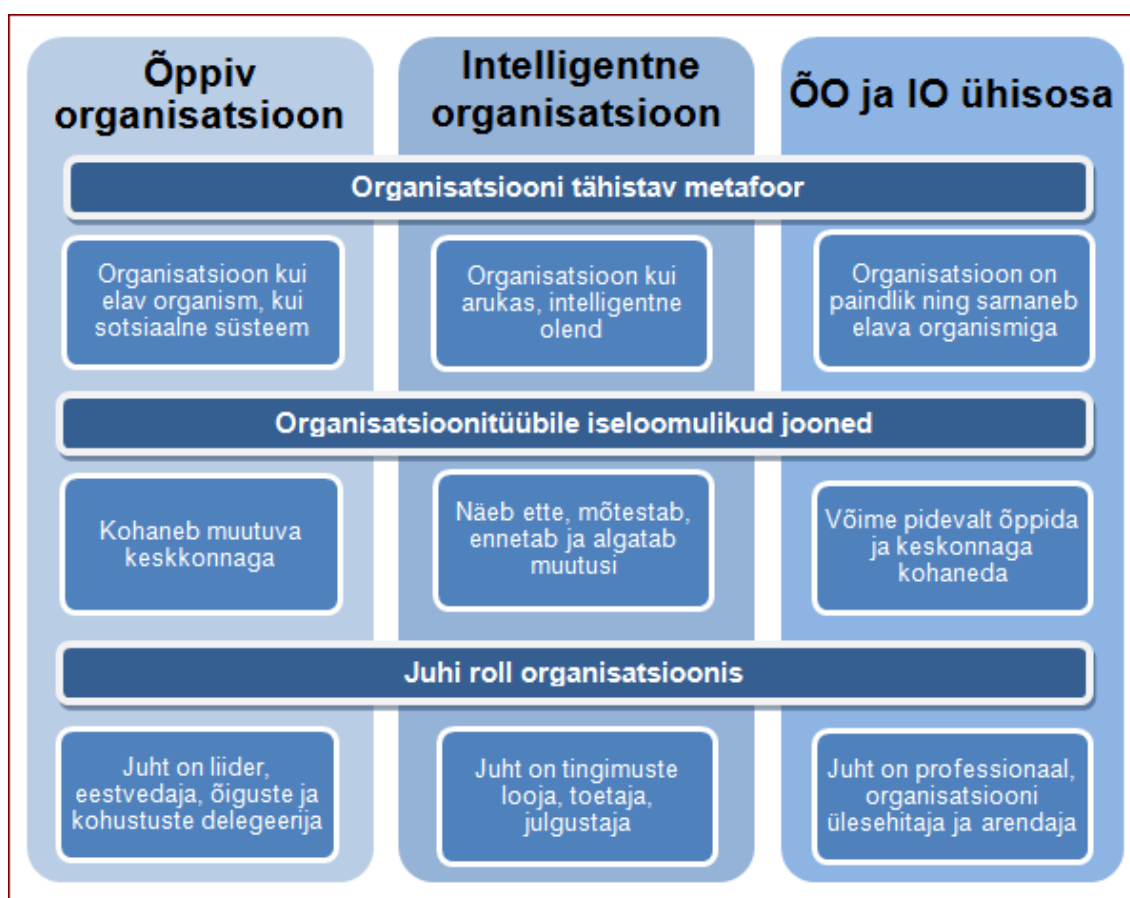 Õppiv
organisatsioon
Intelligentne
organisatsioon
ÕO ja IO ühisosa
Organisatsiooni tähistav metafoor
Organisatsioon kui
elav organism, kui
sotsiaalne süsteem
Organisatsioon kui
arukas, intelligentne
olend
Organisatsioon on
paindlik ning sarnaneb
elava organismiga
Organisatsioonitüübile iseloomulikud jooned
Kohaneb muutuva
keskkonnaga
Näeb ette, mõtestab,
ennetab ja algatab
muutusi
Võime pidevalt õppida
ja keskonnaga
kohaneda
Juhi roll organisatsioonis
Juht on liider,
eestvedaja, õiguste ja
kohustuste delegeerija
Juht on tingimuste
looja, toetaja,
julgustaja
Juht on professionaal,
organisatsiooni
ülesehitaja ja arendaja